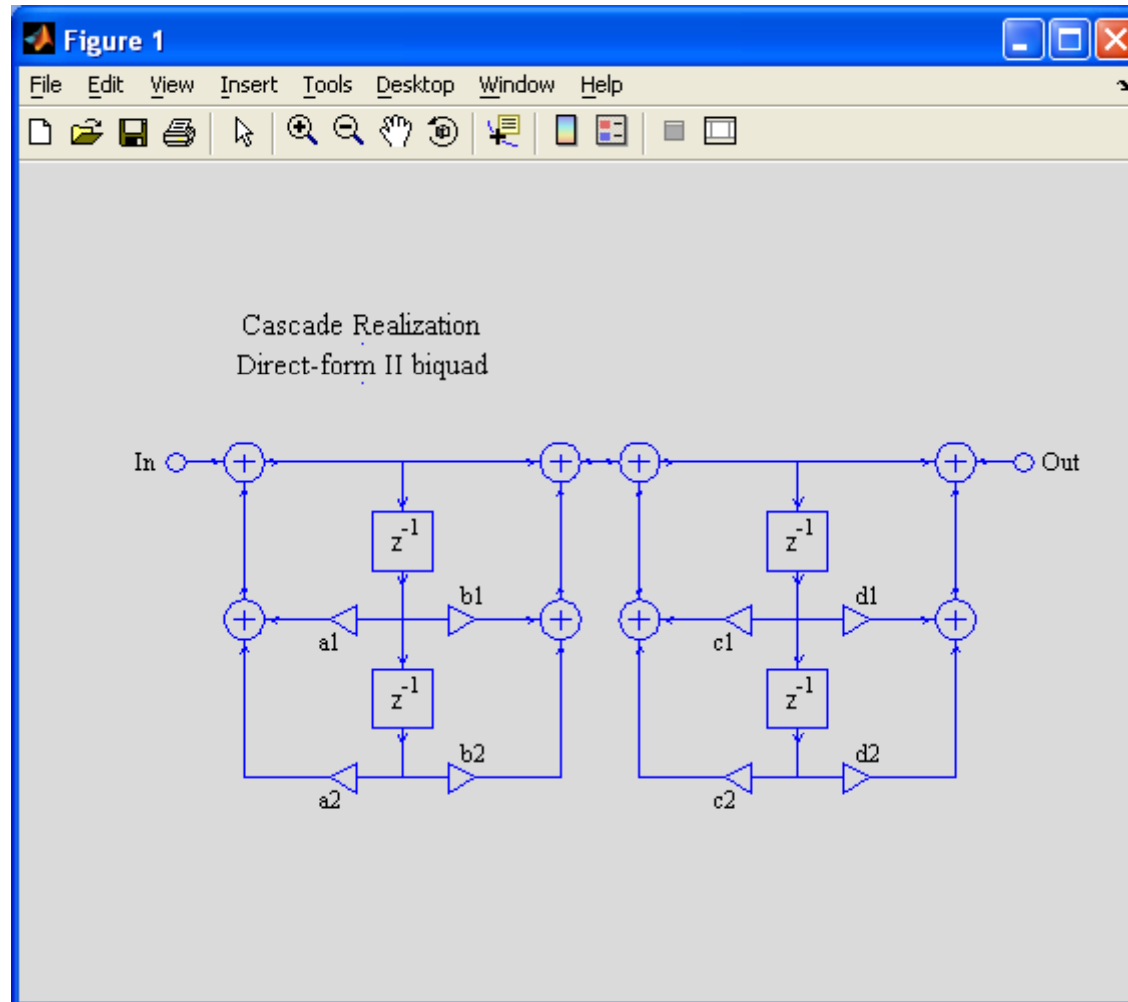 Figure 1
File Edit View Insert Tools Desktop Window Help
Cascade Realization
Direct-form II biquad
In + + + + Out
z^-1 z^-1
b1 d1
+ + + +
a1 c1
z^-1 z^-1
b2 d2
a2 c2